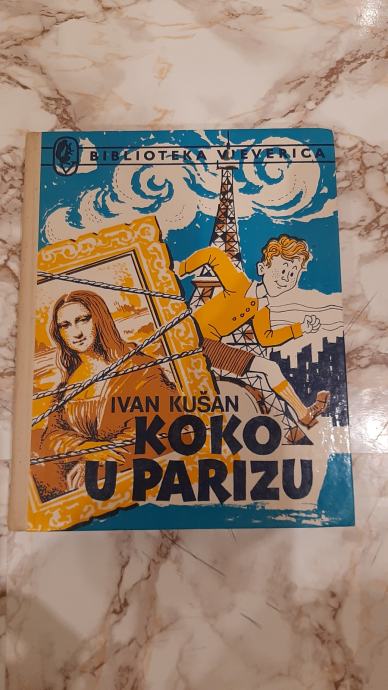 BIBLIOTEKA VJEVERICA
IVAN KUŠAN
KOKO
U PARIZU